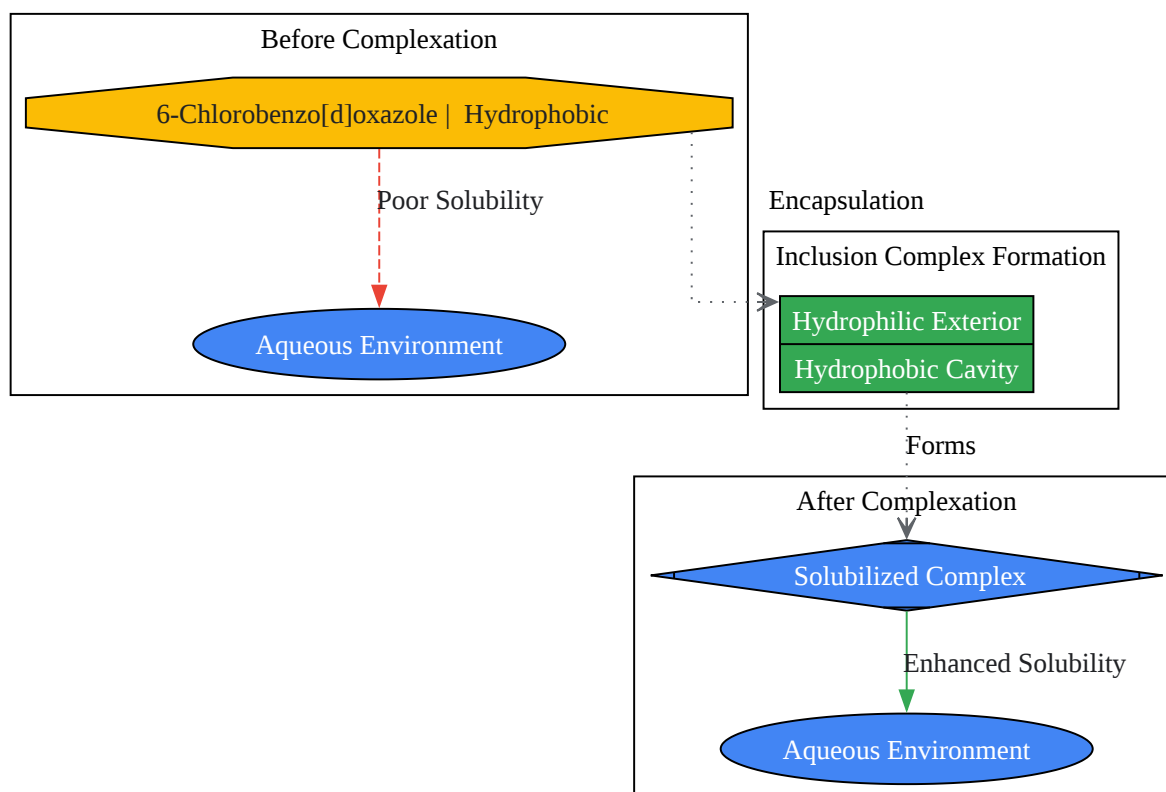 Before Complexation
6-Chlorobenzo[d]oxazole | Hydrophobic
Poor Solubility
Aqueous Environment
Encapsulation
Inclusion Complex Formation
Hydrophilic Exterior
Hydrophobic Cavity
Forms
After Complexation
Solubilized Complex
Enhanced Solubility
Aqueous Environment